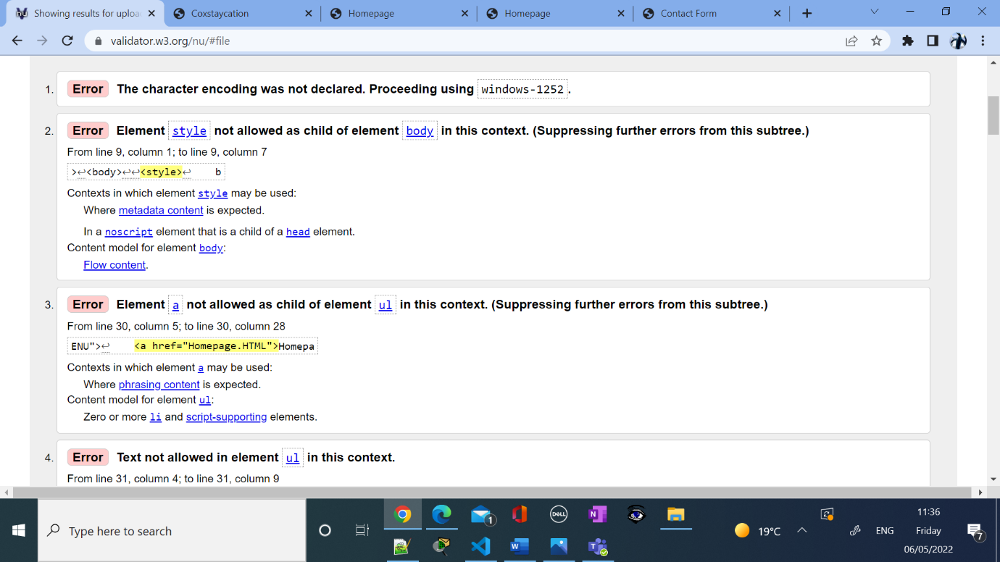 Showing results for uploa
Coxstaycation
Homepage
Homepage
Contact Form
validator.w3.org/nu/#file
1. Error The character encoding was not declared. Proceeding using windows-1252.
2. Error Element style not allowed as child of element body in this context. (Suppressing further errors from this subtree.)
From line 9, column 1; to line 9, column 7
>↩<body>↩↩<style>↩    b
Contexts in which element style may be used:
Where metadata content is expected.
In a noscript element that is a child of a head element.
Content model for element body:
Flow content.
3. Error Element a not allowed as child of element ul in this context. (Suppressing further errors from this subtree.)
From line 30, column 5; to line 30, column 28
ENU">↩    <a href="Homepage.HTML">Homepa
Contexts in which element a may be used:
Where phrasing content is expected.
Content model for element ul:
Zero or more li and script-supporting elements.
4. Error Text not allowed in element ul in this context.
From line 31, column 4; to line 31, column 9
Type here to search
1
DELL
N
W
T
19°C
ENG
11:36
Friday
06/05/2022
7